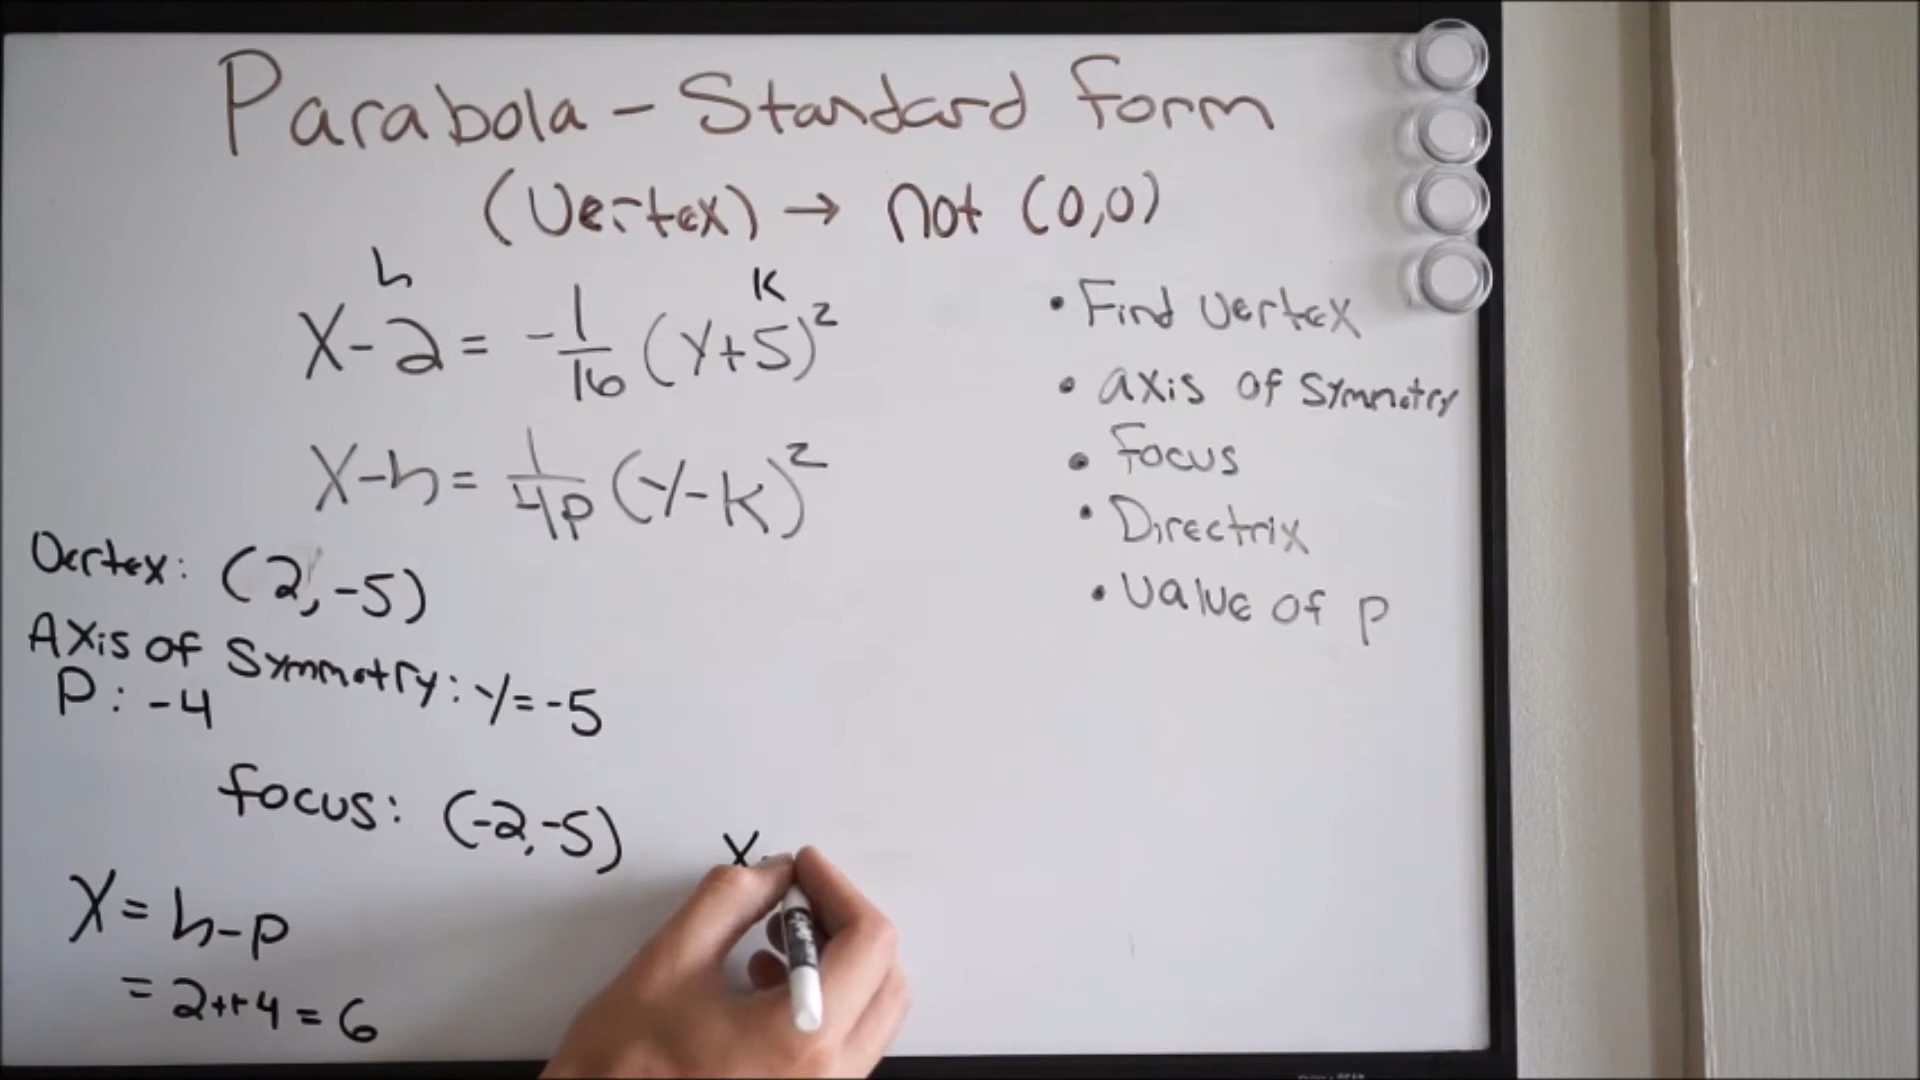 Parabola - Standard form
(Vertex) → not (0,0)
h k
X-2 = -1/16 (y+5)²
X-h = 1/4p (y-k)²
• Find vertex
• axis of symmetry
• focus
• Directrix
• value of p
Vertex: (2,-5)
Axis of Symmetry: y=-5
P: -4
focus: (-2,-5)
X= h-p
= 2++4 = 6
X=